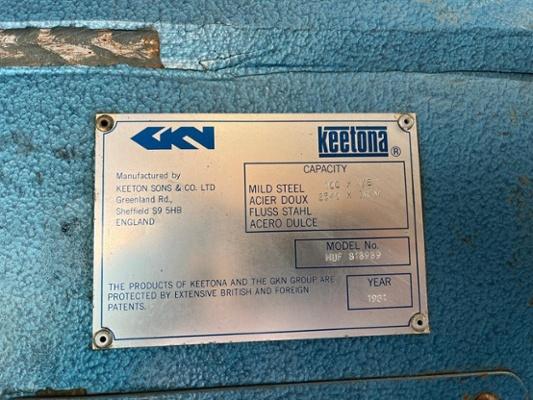 GKN
keetona ®
Manufactured by
KEETON SONS & CO. LTD
Greenland Rd.,
Sheffield S9 5HB
ENGLAND
CAPACITY
MILD STEEL
ACIER DOUX
FLUSS STAHL
ACERO DULCE
MODEL No.
YEAR
THE PRODUCTS OF KEETONA AND THE GKN GROUP ARE
PROTECTED BY EXTENSIVE BRITISH AND FOREIGN
PATENTS.